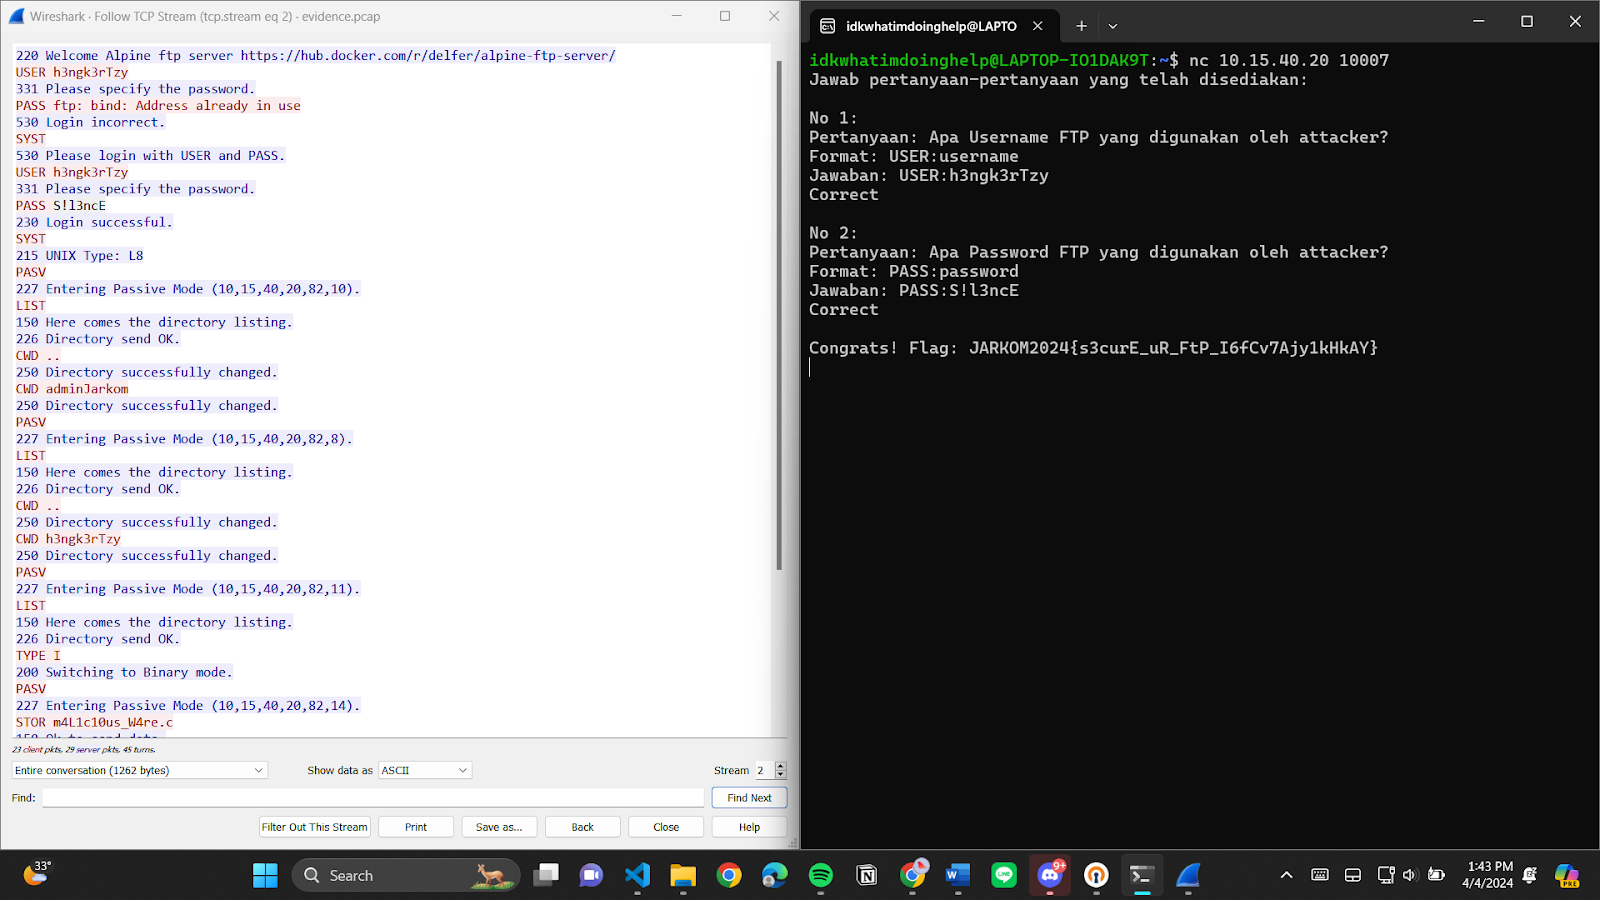 Wireshark · Follow TCP Stream (tcp.stream eq 2) · evidence.pcap
220 Welcome Alpine ftp server https://hub.docker.com/r/delfer/alpine-ftp-server/
USER h3ngk3rTzy
331 Please specify the password.
PASS ftp: bind: Address already in use
530 Login incorrect.
SYST
530 Please login with USER and PASS.
USER h3ngk3rTzy
331 Please specify the password.
PASS S!l3ncE
230 Login successful.
SYST
215 UNIX Type: L8
PASV
227 Entering Passive Mode (10,15,40,20,82,10).
LIST
150 Here comes the directory listing.
226 Directory send OK.
CWD ..
250 Directory successfully changed.
CWD adminJarkom
250 Directory successfully changed.
PASV
227 Entering Passive Mode (10,15,40,20,82,8).
LIST
150 Here comes the directory listing.
226 Directory send OK.
CWD ..
250 Directory successfully changed.
CWD h3ngk3rTzy
250 Directory successfully changed.
PASV
227 Entering Passive Mode (10,15,40,20,82,11).
LIST
150 Here comes the directory listing.
226 Directory send OK.
TYPE I
200 Switching to Binary mode.
PASV
227 Entering Passive Mode (10,15,40,20,82,14).
STOR m4L1c10us_W4re.c
150 Ok to send data.
23 client pkts, 29 server pkts, 45 turns.
Entire conversation (1262 bytes) Show data as ASCII Stream 2
Find: Find Next
Filter Out This Stream Print Save as... Back Close Help
idkwhatimdoinghelp@LAPTO
idkwhatimdoinghelp@LAPTOP-IO1DAK9T:~$ nc 10.15.40.20 10007
Jawab pertanyaan-pertanyaan yang telah disediakan:
No 1:
Pertanyaan: Apa Username FTP yang digunakan oleh attacker?
Format: USER:username
Jawaban: USER:h3ngk3rTzy
Correct
No 2:
Pertanyaan: Apa Password FTP yang digunakan oleh attacker?
Format: PASS:password
Jawaban: PASS:S!l3ncE
Correct
Congrats! Flag: JARKOM2024{s3curE_uR_FtP_I6fCv7Ajy1kHkAY}
33°
Search
9+
1:43 PM
4/4/2024
PRE